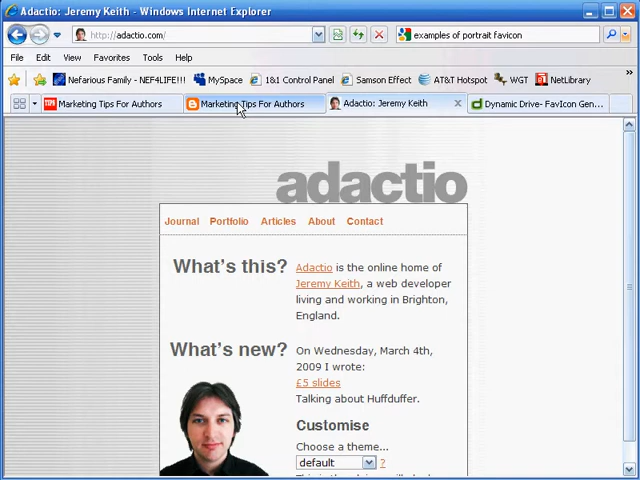 Adactio: Jeremy Keith - Windows Internet Explorer
http://adactio.com/
examples of portrait favicon
File Edit View Favorites Tools Help
Nefarious Family - NEF4LIFE!!! MySpace 1&1 Control Panel Samson Effect AT&T Hotspot WGT NetLibrary »
TIPS Marketing Tips For Authors Marketing Tips For Authors Adactio: Jeremy Keith Dynamic Drive- FavIcon Gen...
adactio
Journal Portfolio Articles About Contact
What's this?
Adactio is the online home of
Jeremy Keith, a web developer
living and working in Brighton,
England.
What's new?
On Wednesday, March 4th,
2009 I wrote:
£5 slides
Talking about Huffduffer.
Customise
Choose a theme...
default ?